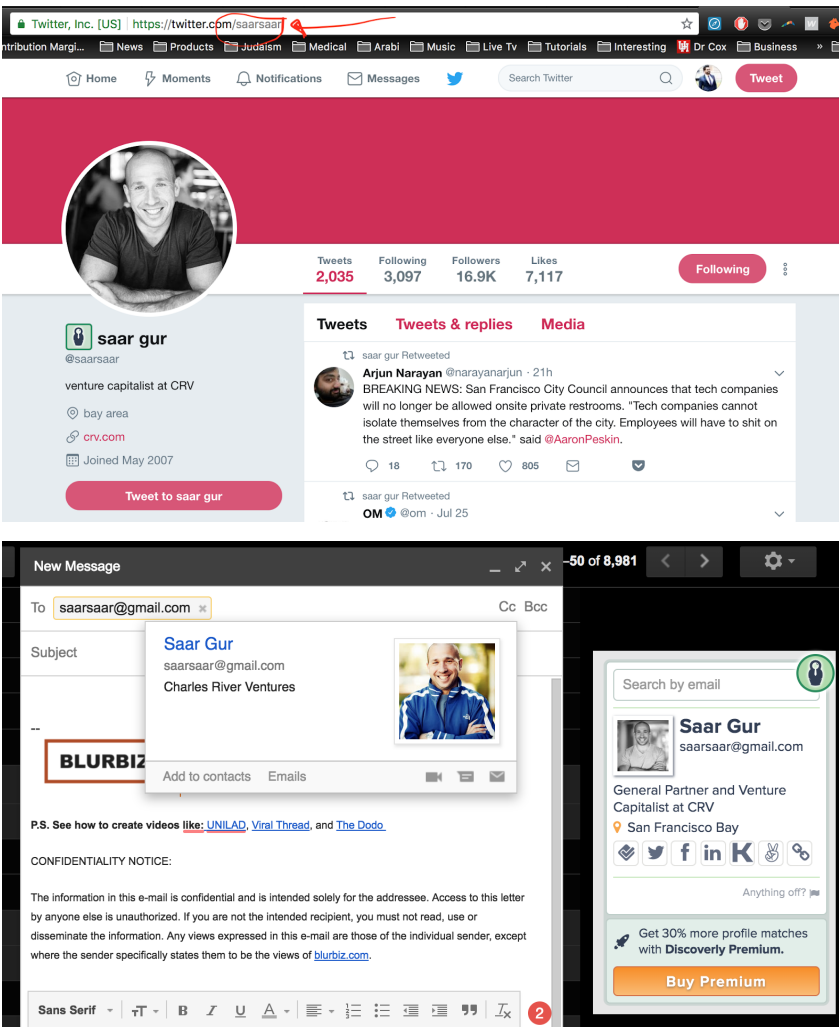 Twitter, Inc. [US] https://twitter.com/saarsaar
ntribution Margi... News Products Judaism Medical Arabi Music Live Tv Tutorials Interesting Dr Cox Business »
Home Moments Notifications Messages Search Twitter Tweet
Tweets Following Followers Likes
2,035 3,097 16.9K 7,117 Following
saar gur
@saarsaar
venture capitalist at CRV
bay area
crv.com
Joined May 2007
Tweet to saar gur
Tweets Tweets & replies Media
saar gur Retweeted
Arjun Narayan @narayanarjun · 21h
BREAKING NEWS: San Francisco City Council announces that tech companies
will no longer be allowed onsite private restrooms. "Tech companies cannot
isolate themselves from the character of the city. Employees will have to shit on
the street like everyone else." said @AaronPeskin.
18 170 805
saar gur Retweeted
OM @om · Jul 25
New Message
–50 of 8,981
To saarsaar@gmail.com × Cc Bcc
Subject
Saar Gur
saarsaar@gmail.com
Charles River Ventures
Add to contacts Emails
--
BLURBIZ
P.S. See how to create videos like: UNILAD, Viral Thread, and The Dodo
CONFIDENTIALITY NOTICE:
The information in this e-mail is confidential and is intended solely for the addressee. Access to this letter
by anyone else is unauthorized. If you are not the intended recipient, you must not read, use or
disseminate the information. Any views expressed in this e-mail are those of the individual sender, except
where the sender specifically states them to be the views of blurbiz.com.
Sans Serif тT B I U A 2
Search by email
Saar Gur
saarsaar@gmail.com
General Partner and Venture
Capitalist at CRV
San Francisco Bay
Anything off?
Get 30% more profile matches
with Discoverly Premium.
Buy Premium